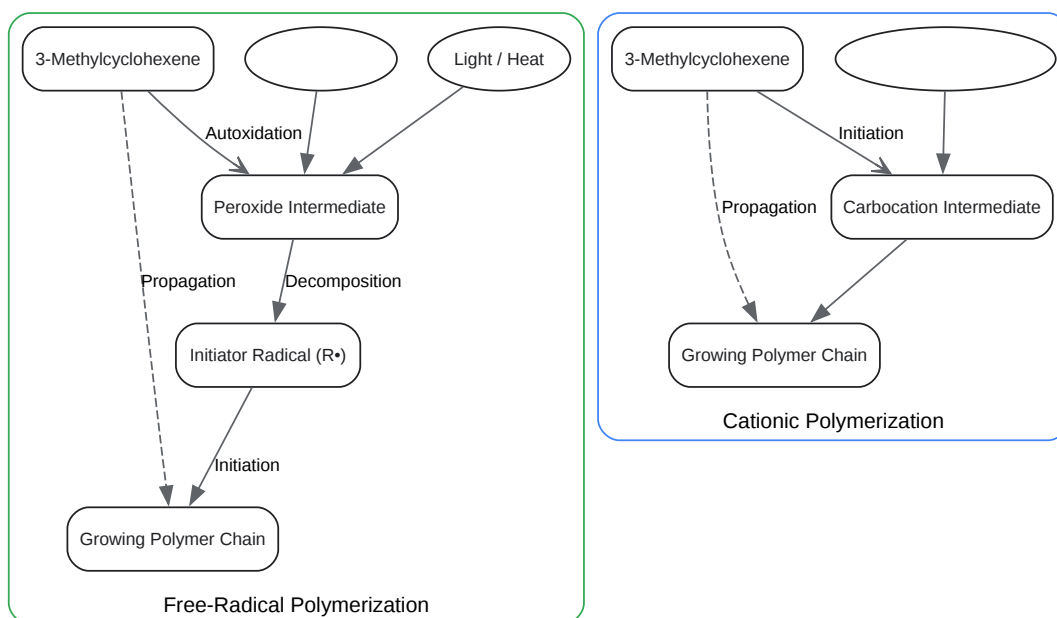 3-Methylcyclohexene
Light / Heat
Autoxidation
Peroxide Intermediate
Propagation
Decomposition
Initiator Radical (R•)
Initiation
Growing Polymer Chain
Free-Radical Polymerization
3-Methylcyclohexene
Initiation
Propagation
Carbocation Intermediate
Growing Polymer Chain
Cationic Polymerization